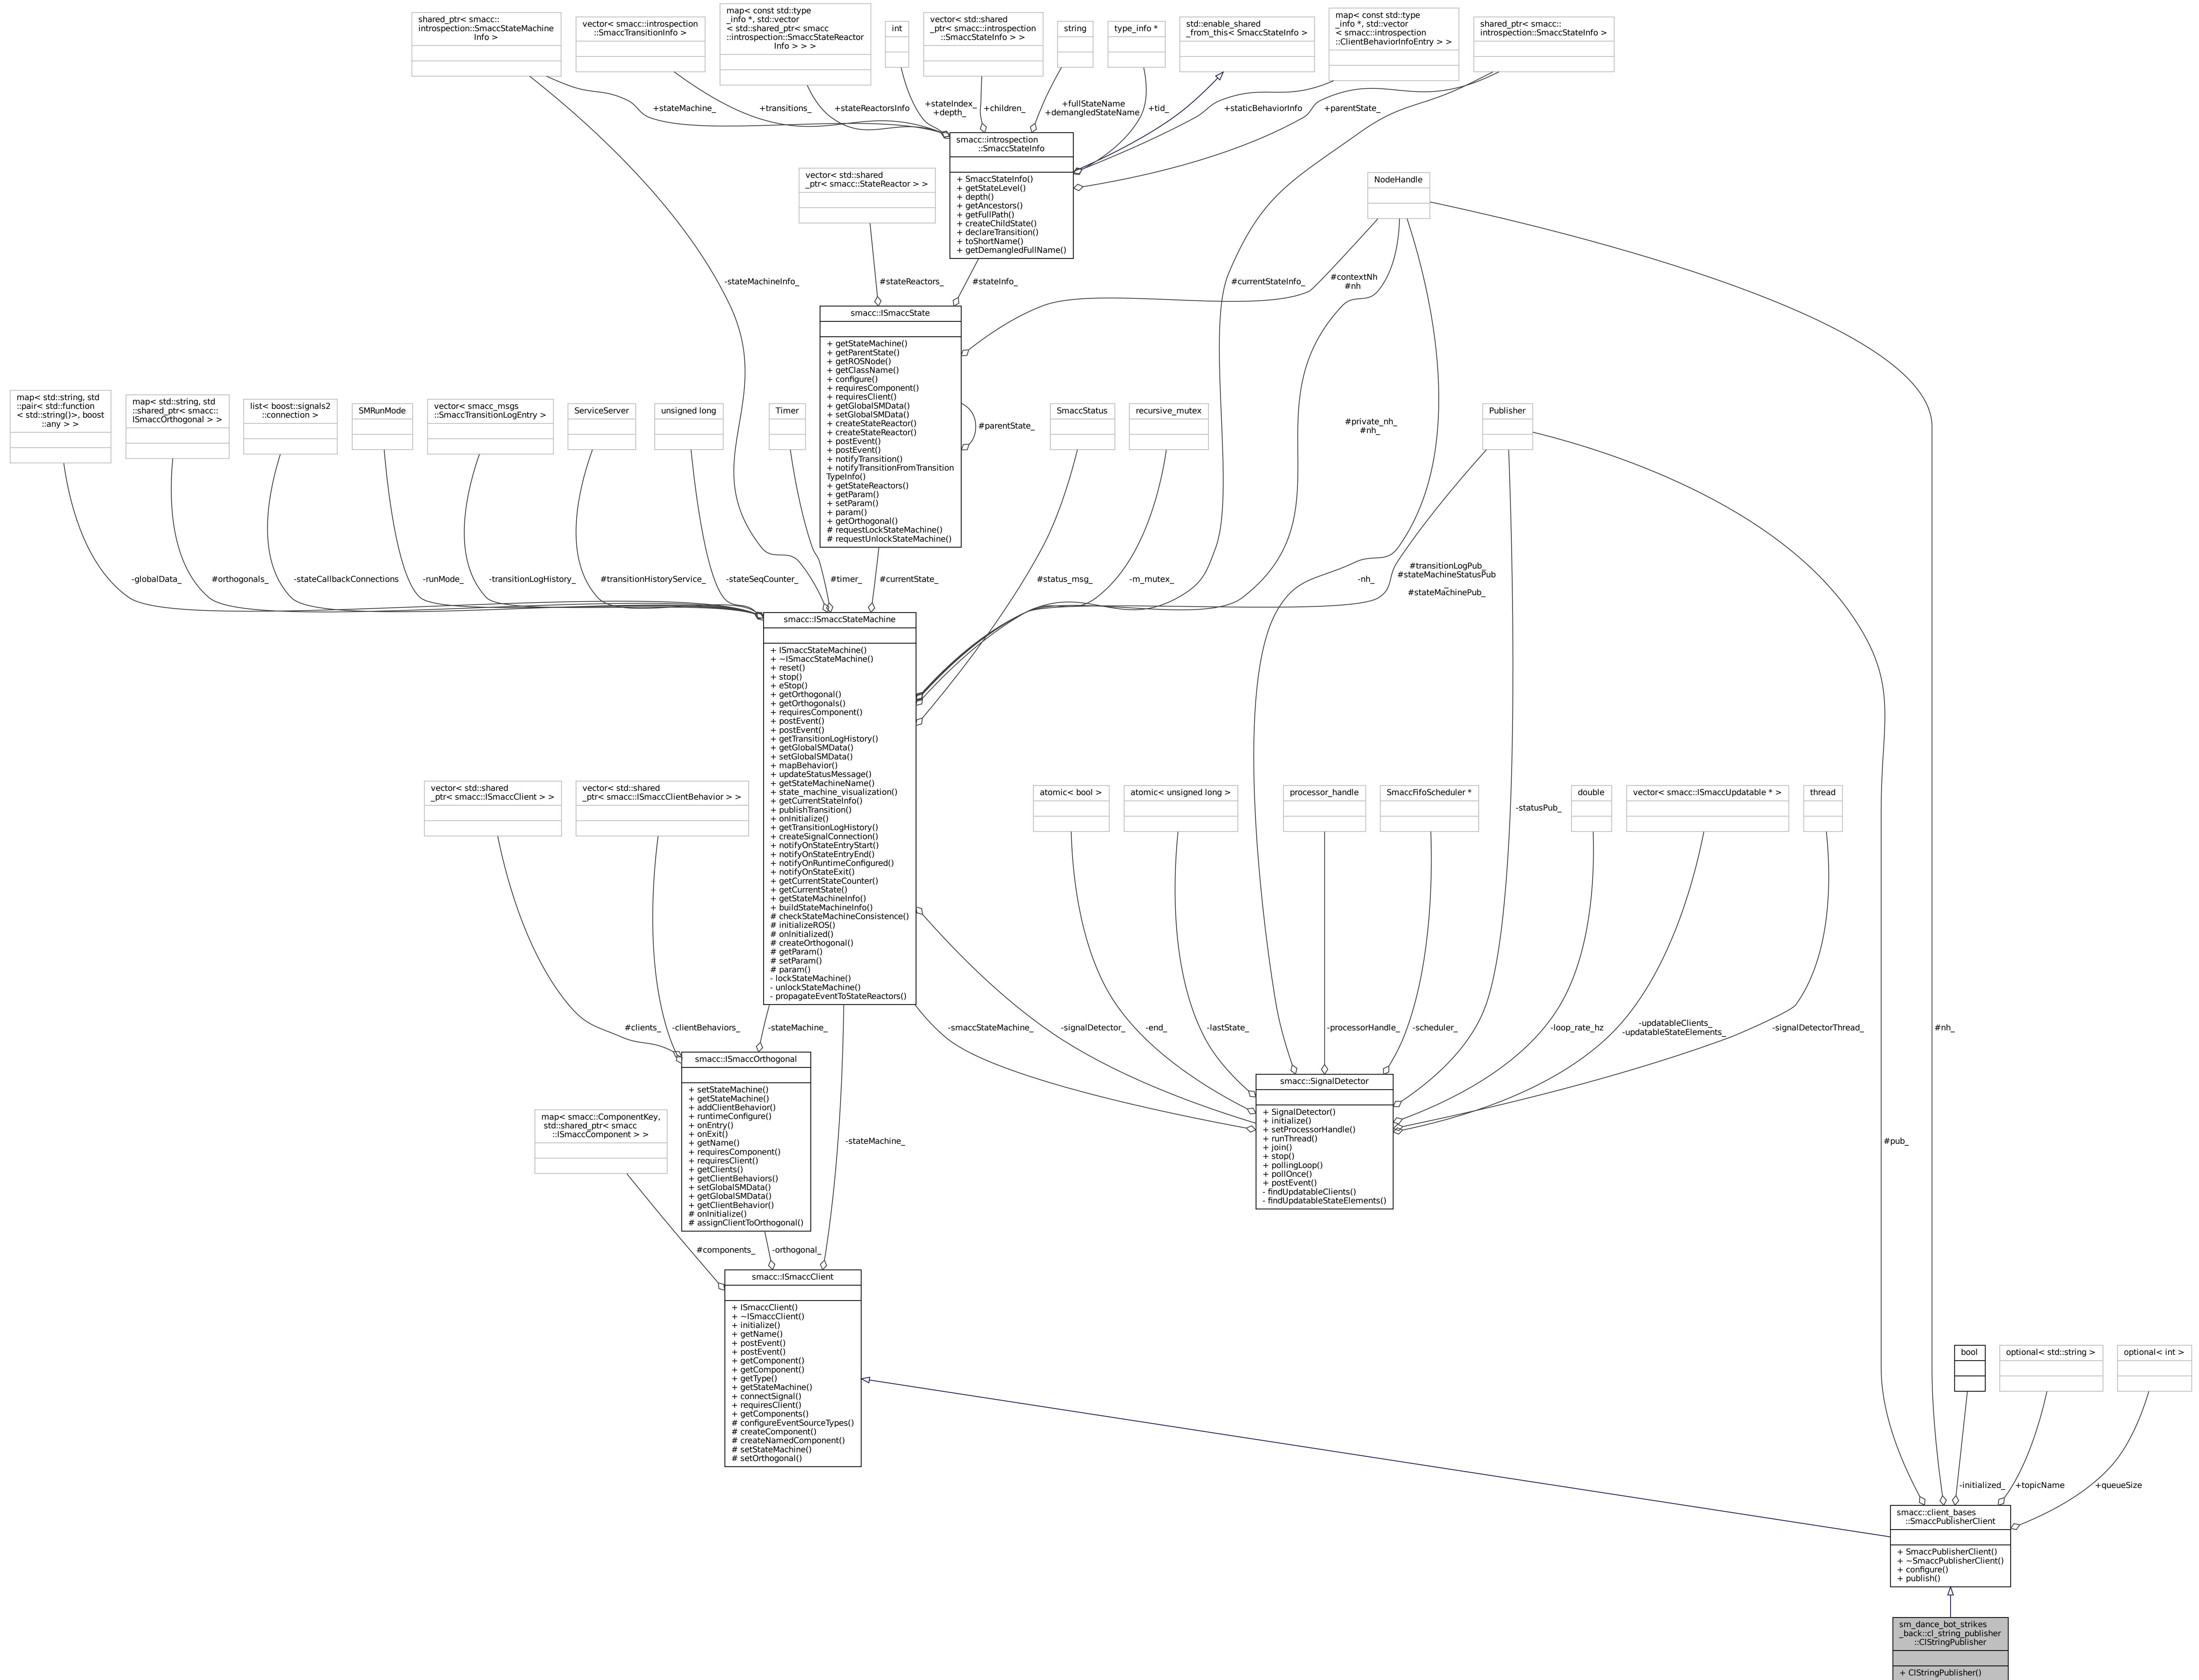 shared_ptr< smacc::
introspection::SmaccStateMachine
Info >
vector< smacc::introspection
::SmaccTransitionInfo >
map< const std::type
_info *, std::vector
< std::shared_ptr< smacc
::introspection::SmaccStateReactor
Info > > >
int
vector< std::shared
_ptr< smacc::introspection
::SmaccStateInfo > >
string
type_info *
std::enable_shared
_from_this< SmaccStateInfo >
map< const std::type
_info *, std::vector
< smacc::introspection
::ClientBehaviorInfoEntry > >
shared_ptr< smacc::
introspection::SmaccStateInfo >
+stateMachine_
+transitions_
+stateReactorsInfo
+stateIndex_
+depth_
+children_
+fullStateName
+demangledStateName
+tid_
+staticBehaviorInfo
+parentState_
smacc::introspection
::SmaccStateInfo
+ SmaccStateInfo()
+ getStateLevel()
+ depth()
+ getAncestors()
+ getFullPath()
+ createChildState()
+ declareTransition()
+ toShortName()
+ getDemangledFullName()
vector< std::shared
_ptr< smacc::StateReactor > >
NodeHandle
-stateMachineInfo_
#stateReactors_
#stateInfo_
#currentStateInfo_
#contextNh
#nh
smacc::ISmaccState
+ getStateMachine()
+ getParentState()
+ getROSNode()
+ getClassName()
+ configure()
+ requiresComponent()
+ requiresClient()
+ getGlobalSMData()
+ setGlobalSMData()
+ createStateReactor()
+ createStateReactor()
+ postEvent()
+ postEvent()
+ notifyTransition()
+ notifyTransitionFromTransition
TypeInfo()
+ getStateReactors()
+ getParam()
+ setParam()
+ param()
+ getOrthogonal()
# requestLockStateMachine()
# requestUnlockStateMachine()
#parentState_
map< std::string, std
::pair< std::function
< std::string()>, boost
::any > >
map< std::string, std
::shared_ptr< smacc::
ISmaccOrthogonal > >
list< boost::signals2
::connection >
SMRunMode
vector< smacc_msgs
::SmaccTransitionLogEntry >
ServiceServer
unsigned long
Timer
SmaccStatus
recursive_mutex
#private_nh_
#nh_
Publisher
-globalData_
#orthogonals_
-stateCallbackConnections
-runMode_
-transitionLogHistory_
#transitionHistoryService_
-stateSeqCounter_
#timer_
#currentState_
#status_msg_
-m_mutex_
-nh_
#transitionLogPub_
#stateMachineStatusPub
_
#stateMachinePub_
smacc::ISmaccStateMachine
+ ISmaccStateMachine()
+ ~ISmaccStateMachine()
+ reset()
+ stop()
+ eStop()
+ getOrthogonal()
+ getOrthogonals()
+ requiresComponent()
+ postEvent()
+ postEvent()
+ getTransitionLogHistory()
+ getGlobalSMData()
+ setGlobalSMData()
+ mapBehavior()
+ updateStatusMessage()
+ getStateMachineName()
+ state_machine_visualization()
+ getCurrentStateInfo()
+ publishTransition()
+ onInitialize()
+ getTransitionLogHistory()
+ createSignalConnection()
+ notifyOnStateEntryStart()
+ notifyOnStateEntryEnd()
+ notifyOnRuntimeConfigured()
+ notifyOnStateExit()
+ getCurrentStateCounter()
+ getCurrentState()
+ getStateMachineInfo()
+ buildStateMachineInfo()
# checkStateMachineConsistence()
# initializeROS()
# onInitialized()
# createOrthogonal()
# getParam()
# setParam()
# param()
- lockStateMachine()
- unlockStateMachine()
- propagateEventToStateReactors()
vector< std::shared
_ptr< smacc::ISmaccClient > >
vector< std::shared
_ptr< smacc::ISmaccClientBehavior > >
atomic< bool >
atomic< unsigned long >
processor_handle
SmaccFifoScheduler *
-statusPub_
double
vector< smacc::ISmaccUpdatable * >
thread
#clients_
-clientBehaviors_
-stateMachine_
-smaccStateMachine_
-signalDetector_
-end_
-lastState_
-processorHandle_
-scheduler_
-loop_rate_hz
-updatableClients_
-updatableStateElements_
-signalDetectorThread_
#nh_
smacc::ISmaccOrthogonal
+ setStateMachine()
+ getStateMachine()
+ addClientBehavior()
+ runtimeConfigure()
+ onEntry()
+ onExit()
+ getName()
+ requiresComponent()
+ requiresClient()
+ getClients()
+ getClientBehaviors()
+ setGlobalSMData()
+ getGlobalSMData()
+ getClientBehavior()
# onInitialize()
# assignClientToOrthogonal()
smacc::SignalDetector
+ SignalDetector()
+ initialize()
+ setProcessorHandle()
+ runThread()
+ join()
+ stop()
+ pollingLoop()
+ pollOnce()
+ postEvent()
- findUpdatableClients()
- findUpdatableStateElements()
map< smacc::ComponentKey,
std::shared_ptr< smacc
::ISmaccComponent > >
-stateMachine_
#pub_
#components_
-orthogonal_
smacc::ISmaccClient
+ ISmaccClient()
+ ~ISmaccClient()
+ initialize()
+ getName()
+ postEvent()
+ postEvent()
+ getComponent()
+ getComponent()
+ getType()
+ getStateMachine()
+ connectSignal()
+ requiresClient()
+ getComponents()
# configureEventSourceTypes()
# createComponent()
# createNamedComponent()
# setStateMachine()
# setOrthogonal()
bool
optional< std::string >
optional< int >
-initialized_
+topicName
+queueSize
smacc::client_bases
::SmaccPublisherClient
+ SmaccPublisherClient()
+ ~SmaccPublisherClient()
+ configure()
+ publish()
sm_dance_bot_strikes
_back::cl_string_publisher
::ClStringPublisher
+ ClStringPublisher()